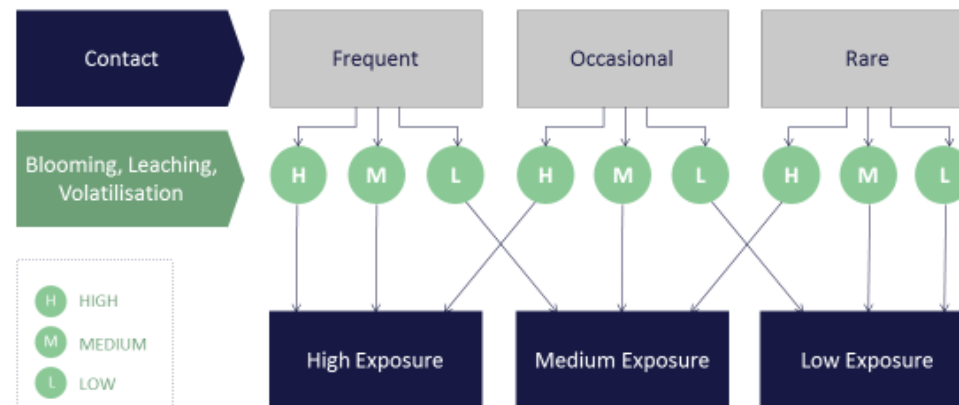 Contact
Frequent
Occasional
Rare
Blooming, Leaching,
Volatilisation
H
M
L
H
M
L
H
M
L
H HIGH
M MEDIUM
L LOW
High Exposure
Medium Exposure
Low Exposure